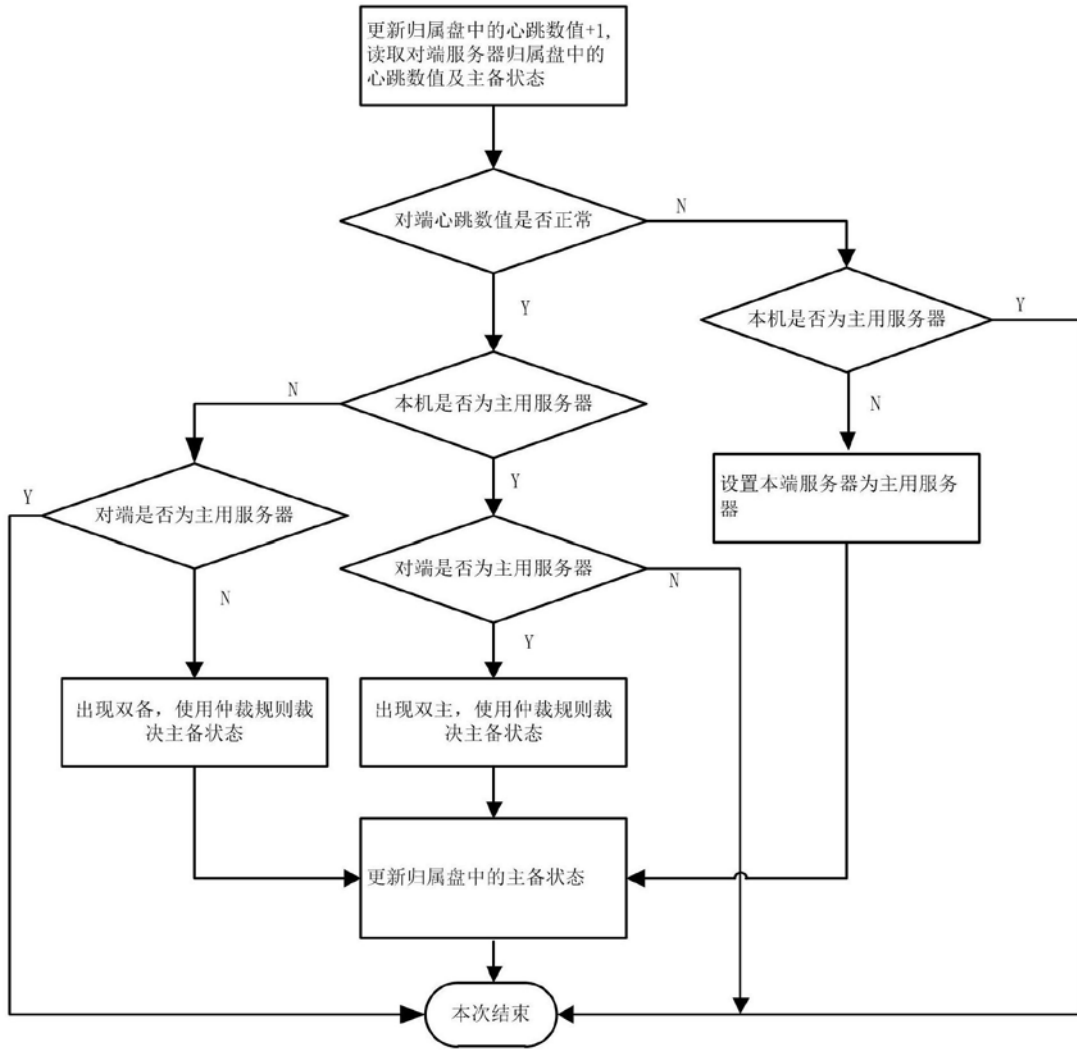 更新归属盘中的心跳数值+1,
读取对端服务器归属盘中的
心跳数值及主备状态
对端心跳数值是否正常
N
Y
本机是否为主用服务器
Y
N
本机是否为主用服务器
N
Y
设置本端服务器为主用服务
器
对端是否为主用服务器
Y
N
对端是否为主用服务器
N
Y
出现双备，使用仲裁规则裁
决主备状态
出现双主，使用仲裁规则裁
决主备状态
更新归属盘中的主备状态
本次结束